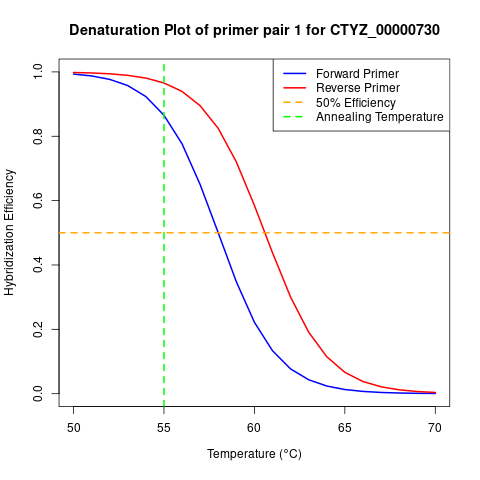 Denaturation Plot of primer pair 1 for CTYZ_00000730
Forward Primer
Reverse Primer
50% Efficiency
Annealing Temperature
Hybridization Efficiency
1.0
0.8
0.6
0.4
0.2
0.0
50
55
60
65
70
Temperature (°C)